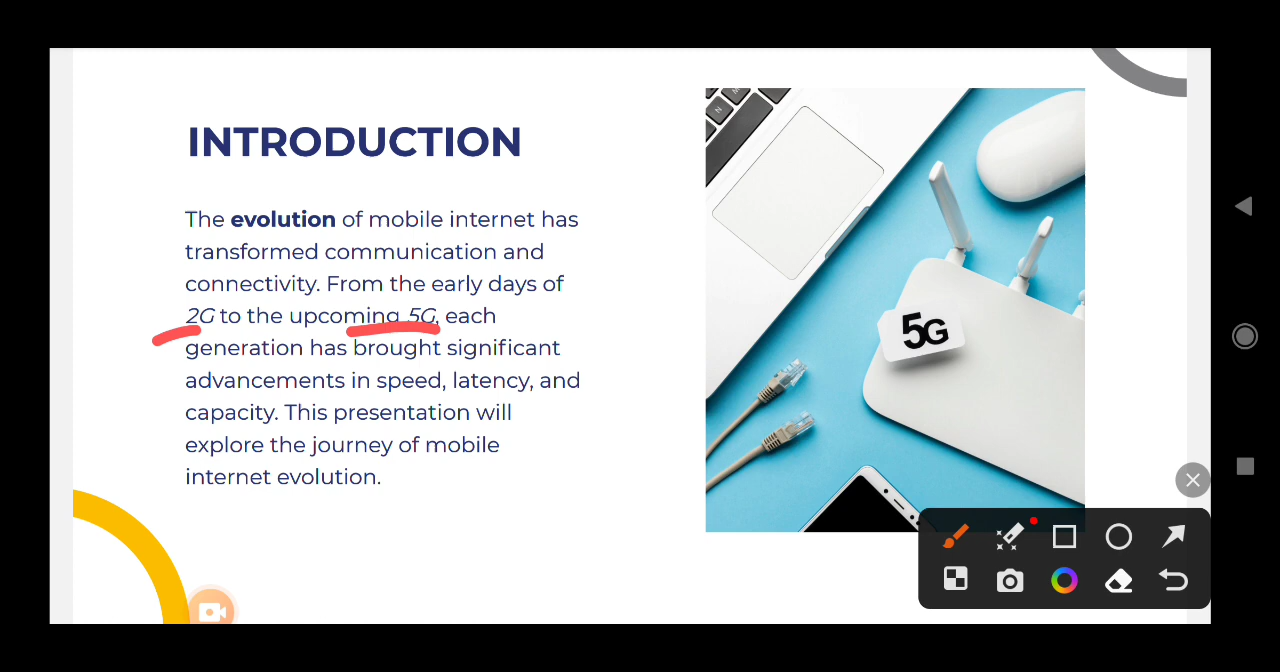 INTRODUCTION
The evolution of mobile internet has
transformed communication and
connectivity. From the early days of
2G to the upcoming 5G, each
generation has brought significant
advancements in speed, latency, and
capacity. This presentation will
explore the journey of mobile
internet evolution.
5G